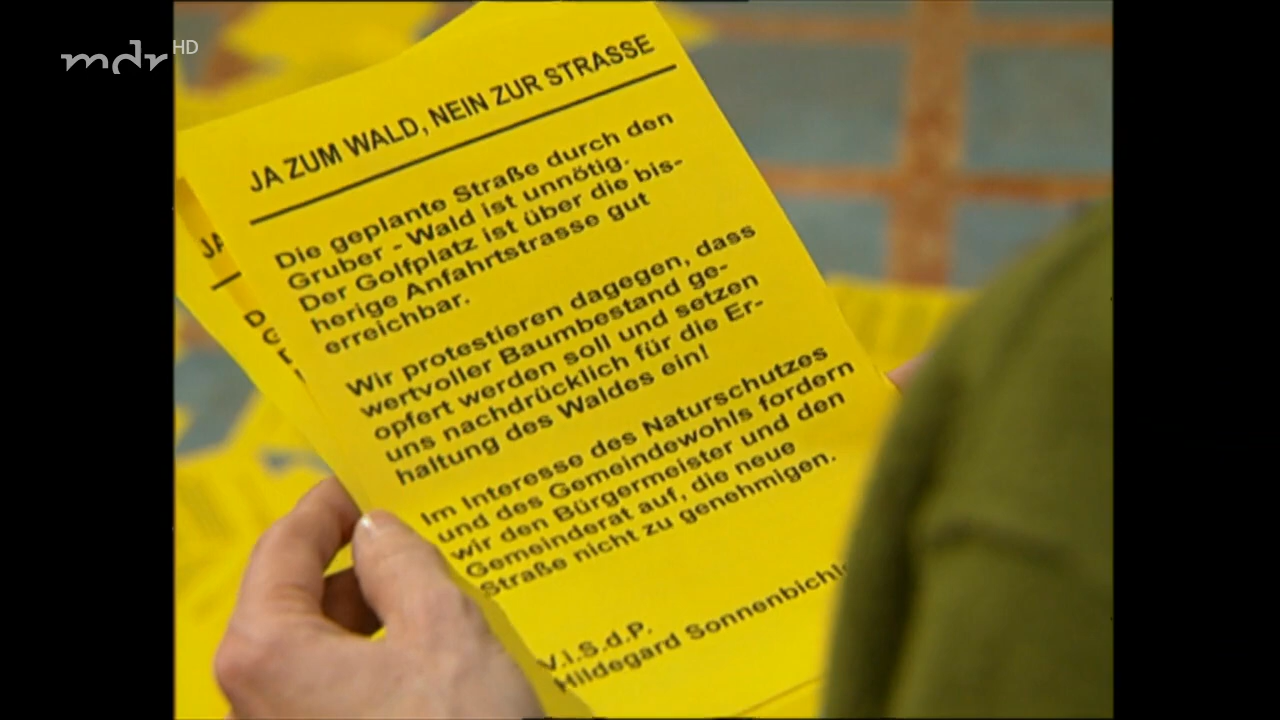 mdr HD
JA ZUM WALD, NEIN ZUR STRASSE
Die geplante Straße durch den
Gruber - Wald ist unnötig.
Der Golfplatz ist über die bis-
herige Anfahrtstrasse gut
erreichbar.
Wir protestieren dagegen, dass
wertvoller Baumbestand ge-
opfert werden soll und setzen
uns nachdrücklich für die Er-
haltung des Waldes ein!
Im Interesse des Naturschutzes
und des Gemeindewohls fordern
wir den Bürgermeister und den
Gemeinderat auf, die neue
Straße nicht zu genehmigen.
V.i.S.d.P.
Hildegard
JA